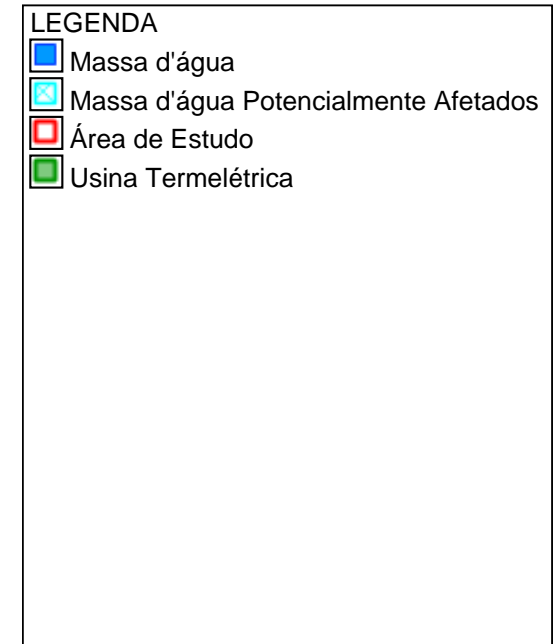 LEGENDA
Massa d'água
Massa d'água Potencialmente Afetados
Área de Estudo
Usina Termelétrica